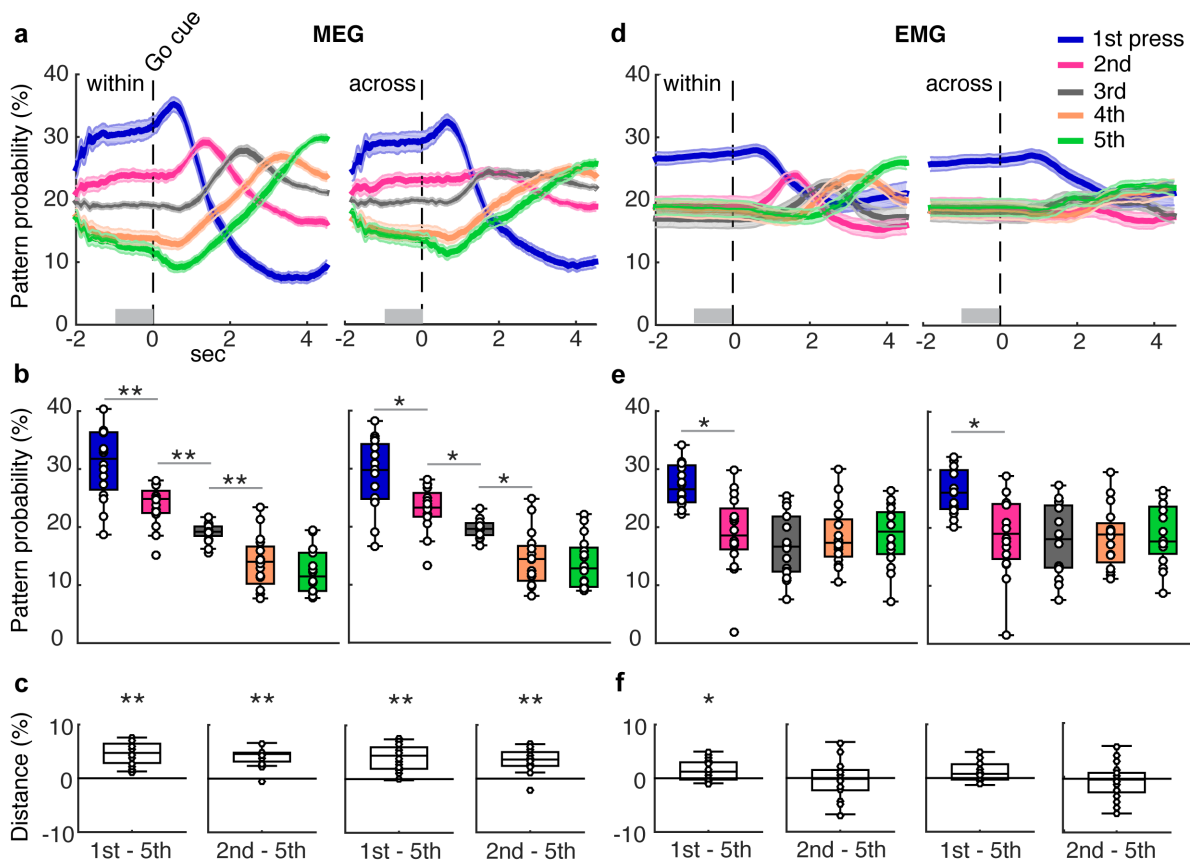 a
Go cue
MEG
d
EMG
1st press
2nd
3rd
4th
5th
within
across
within
across
Pattern probability (%)
40
30
20
10
0
-2 0 2 4
sec
-2 0 2 4
40
30
20
10
0
-2 0 2 4
-2 0 2 4
b
Pattern probability (%)
40
30
20
10
0
** ** **
* * *
e
40
30
20
10
0
*
*
c
Distance (%)
10
0
-10
** ** ** **
1st - 5th 2nd - 5th 1st - 5th 2nd - 5th
f
10
0
-10
*
1st - 5th 2nd - 5th 1st - 5th 2nd - 5th